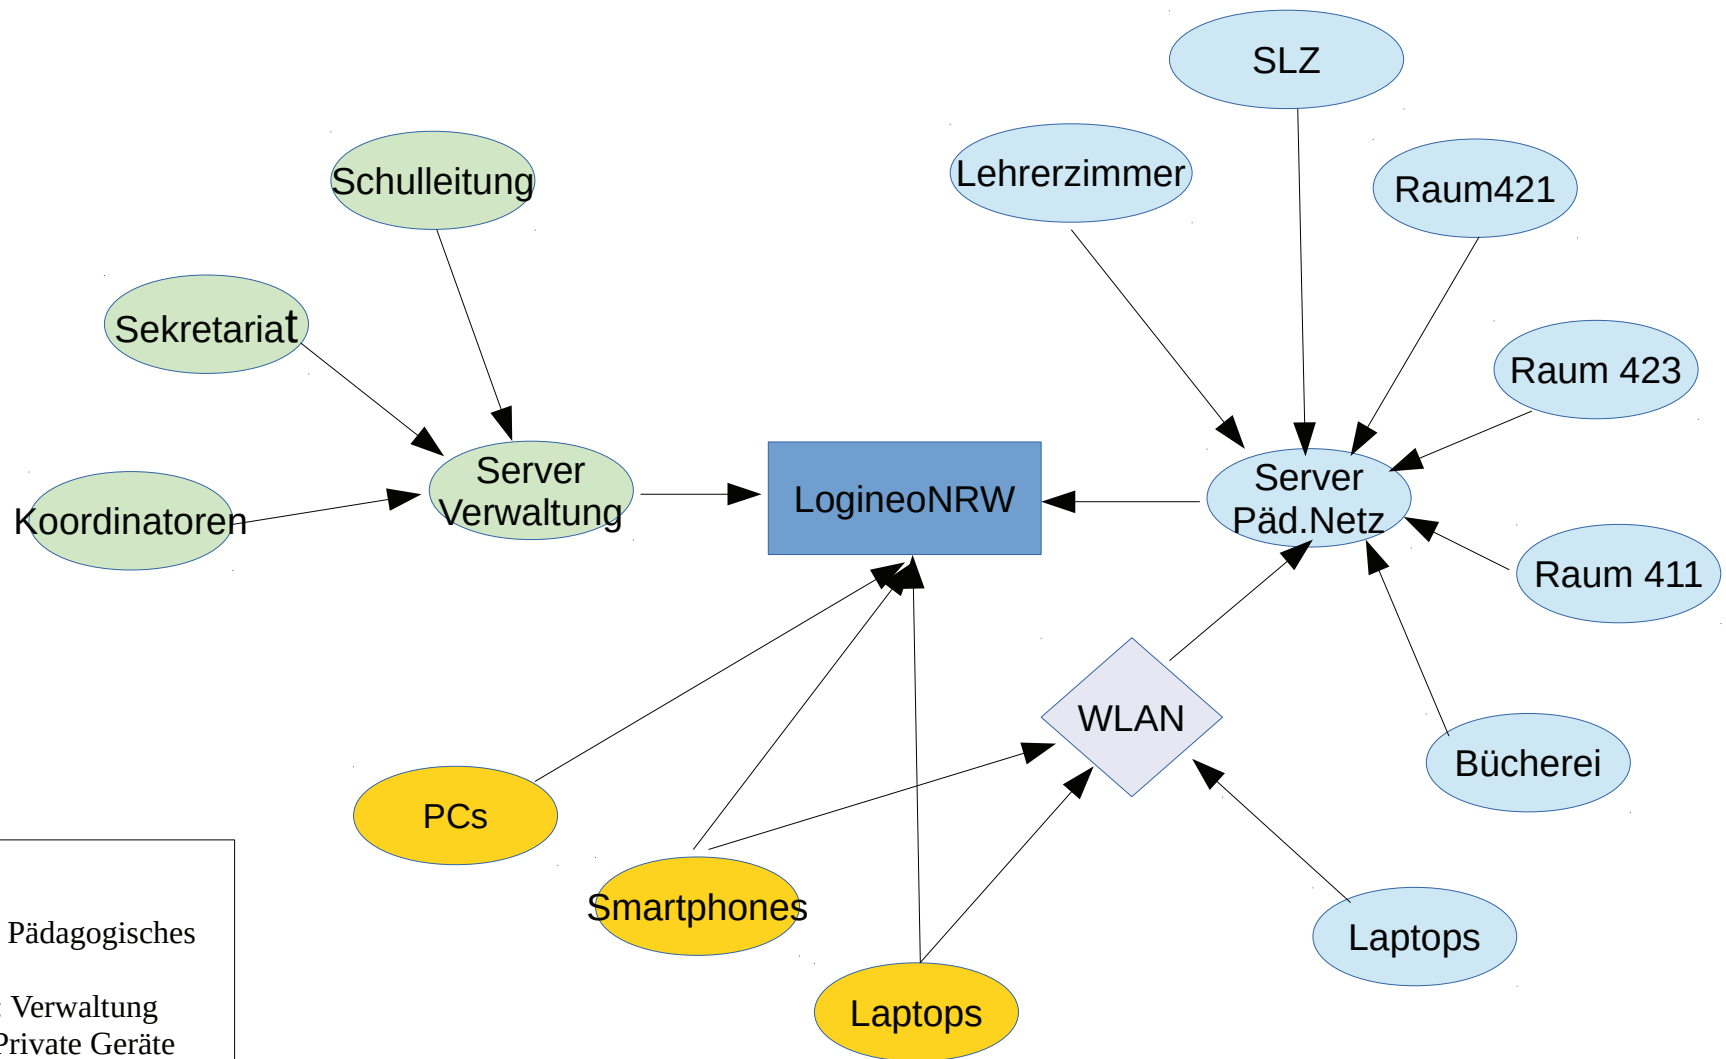 SLZ
Lehrerzimmer
Schulleitung
Raum421
Sekretariat
Raum 423
Server
Verwaltung
LogineoNRW
Server
Päd.Netz
Koordinatoren
Raum 411
WLAN
Bücherei
PCs
Smartphones
Laptops
Laptops
Pädagogisches
: Verwaltung
Private Geräte